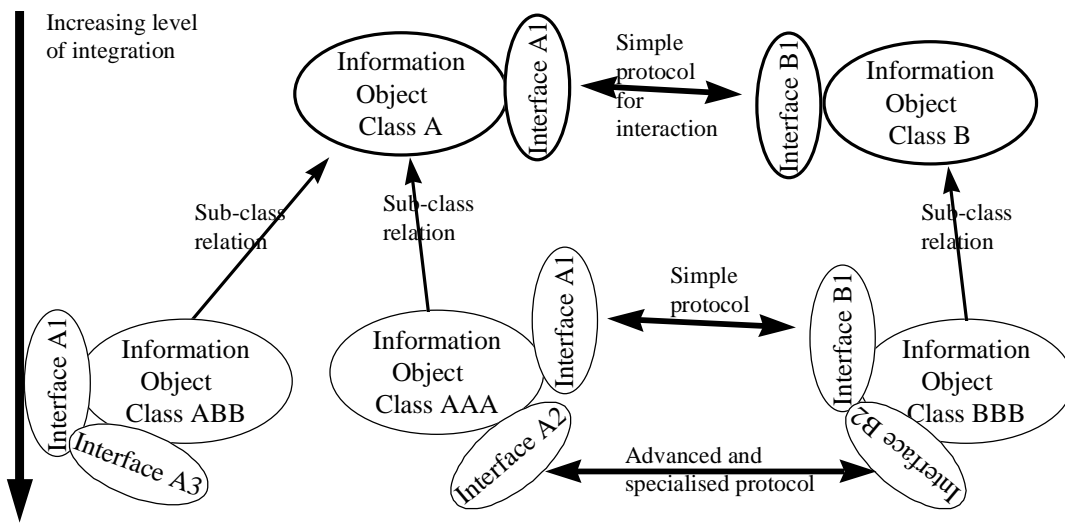 Increasing level
of integration
Information
Object
Class A
Interface A1
Simple
protocol
for
interaction
Interface B1
Information
Object
Class B
Sub-class
relation
Sub-class
relation
Sub-class
relation
Interface A1
Information
Object
Class ABB
Interface A3
Information
Object
Class AAA
Interface A1
Interface A2
Simple
protocol
Interface B1
Information
Object
Class BBB
Interface B2
Advanced and
specialised protocol